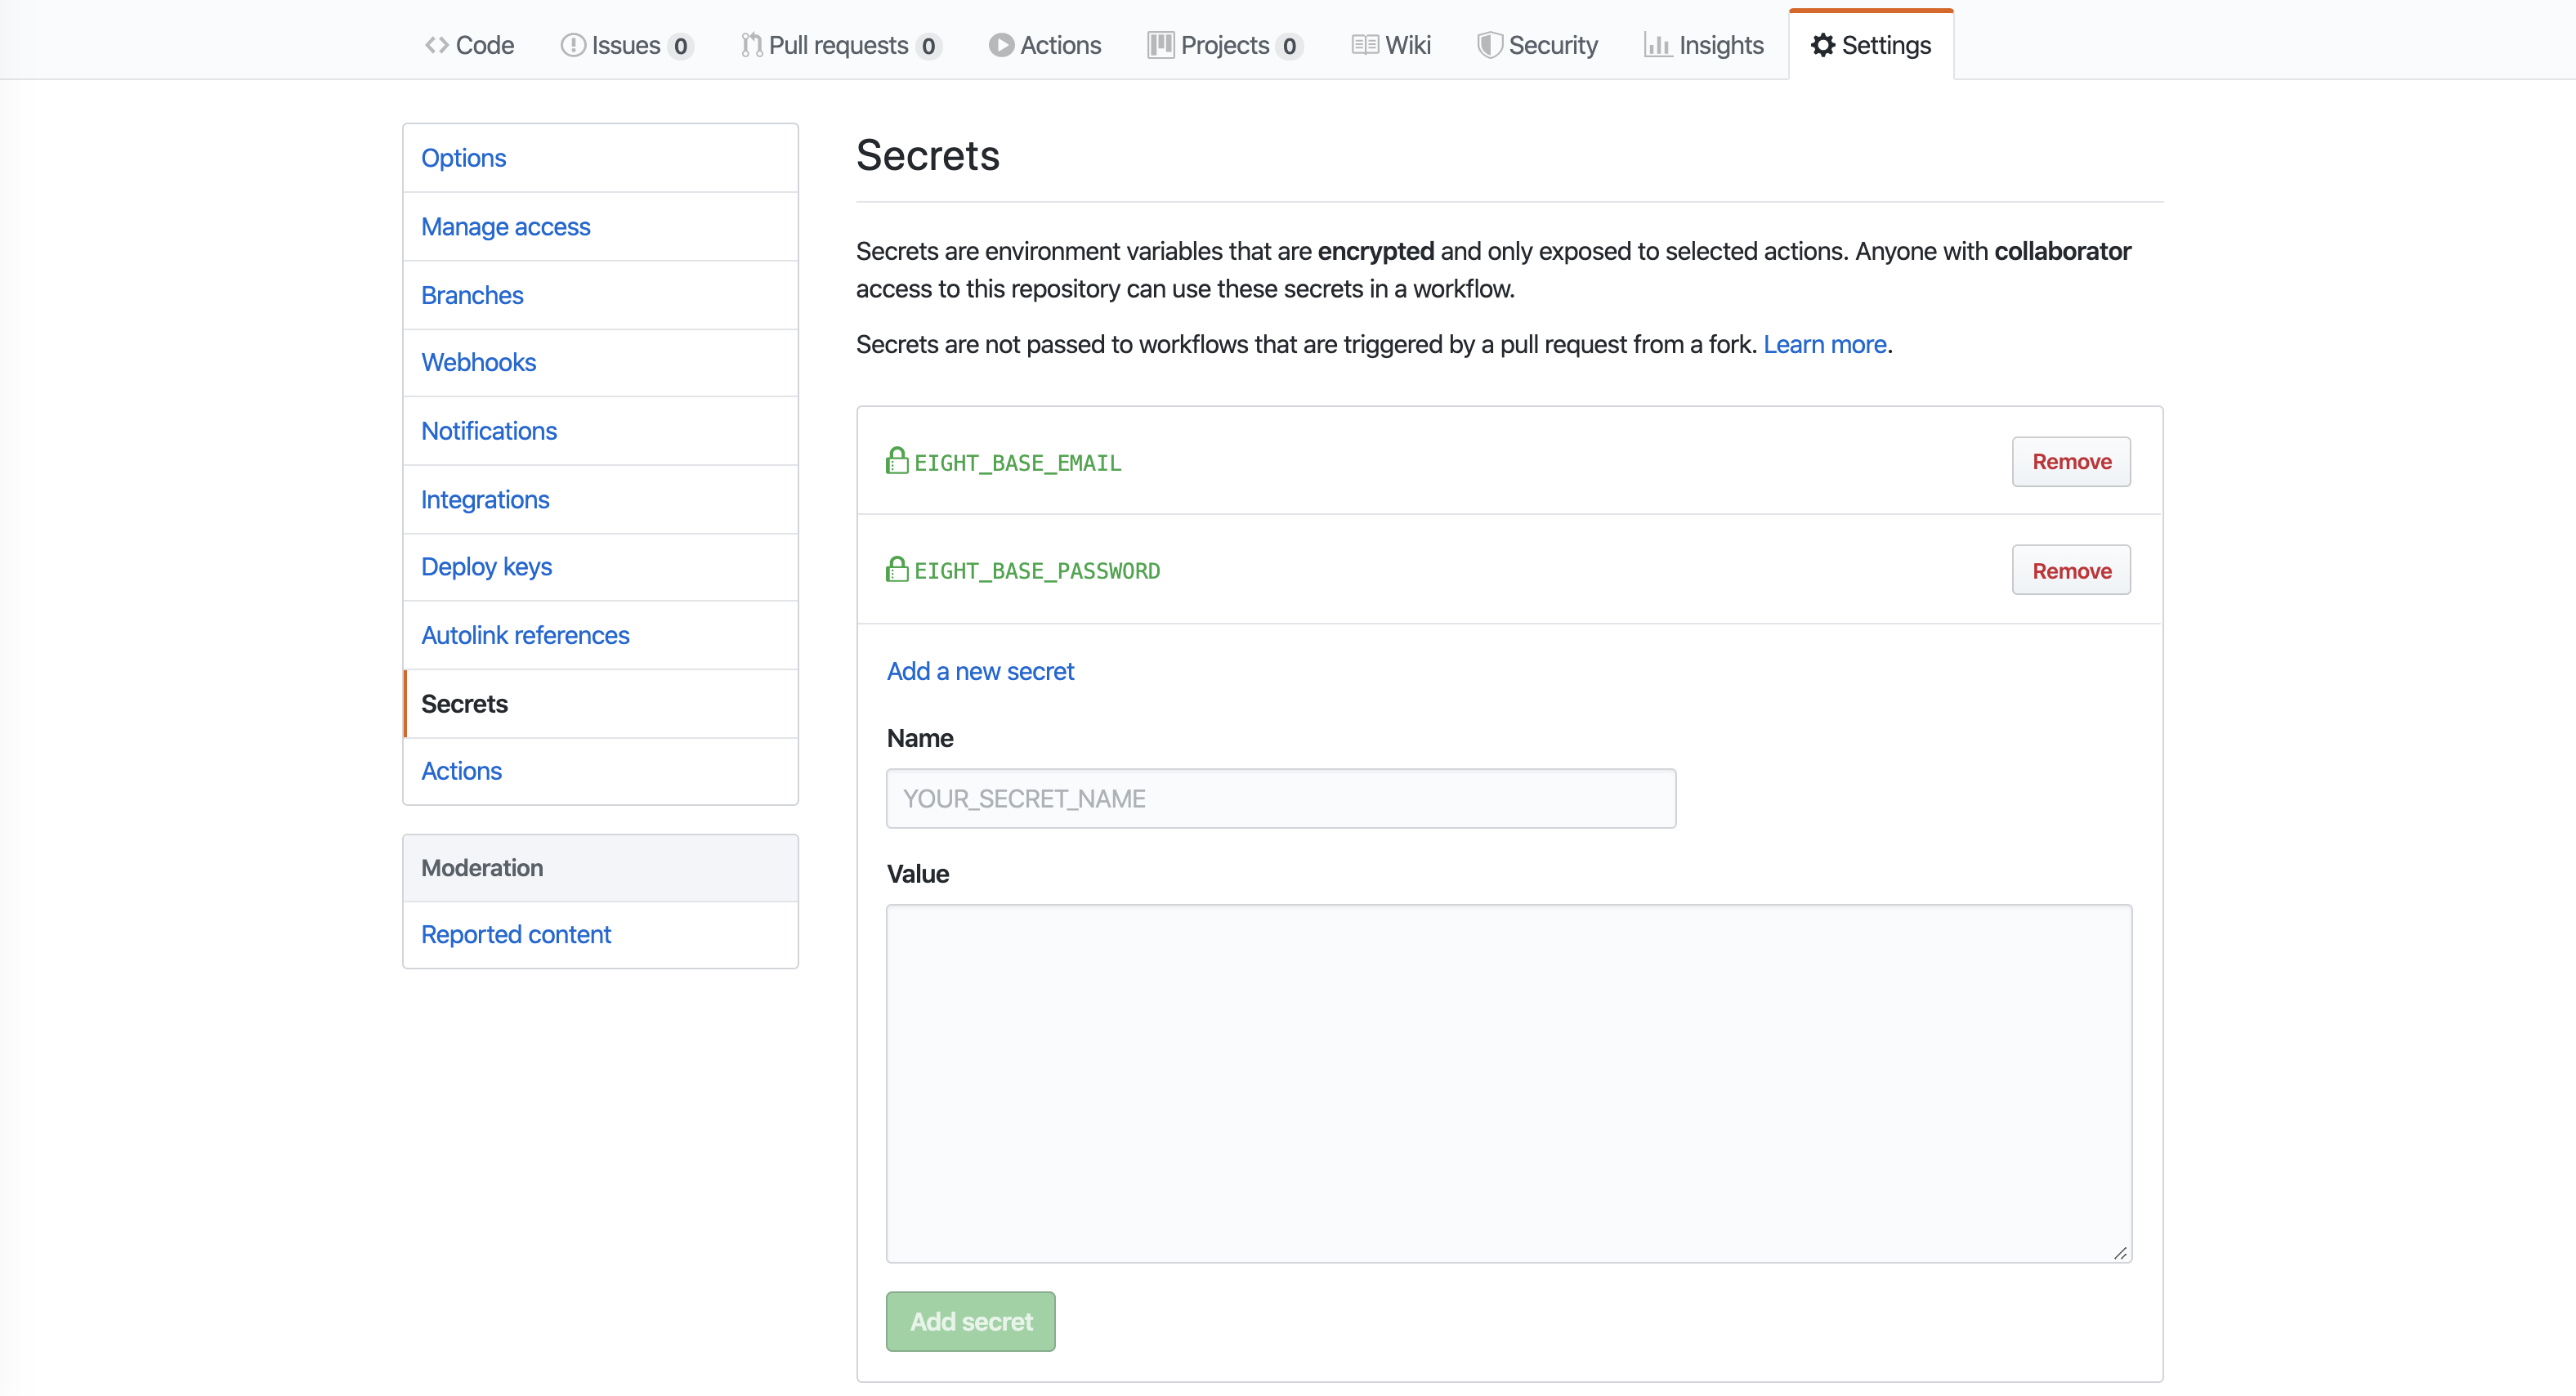 Code Issues 0 Pull requests 0 Actions Projects 0 Wiki Security Insights Settings
Options
Manage access
Branches
Webhooks
Notifications
Integrations
Deploy keys
Autolink references
Secrets
Actions
Moderation
Reported content
Secrets
Secrets are environment variables that are encrypted and only exposed to selected actions. Anyone with collaborator
access to this repository can use these secrets in a workflow.
Secrets are not passed to workflows that are triggered by a pull request from a fork. Learn more.
EIGHT_BASE_EMAIL Remove
EIGHT_BASE_PASSWORD Remove
Add a new secret
Name
YOUR_SECRET_NAME
Value
Add secret